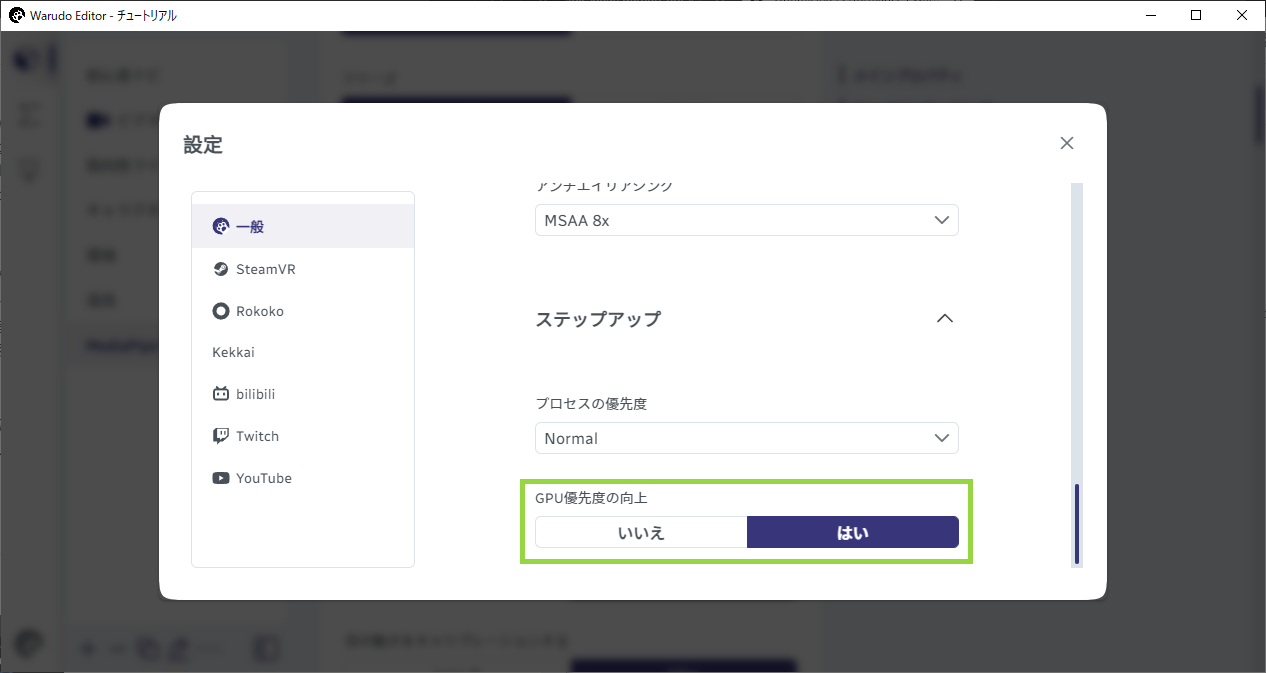 Warudo Editor - チュートリアル
設定
一般
SteamVR
Rokoko
Kekkai
bilibili
Twitch
YouTube
アンチエイリアシング
MSAA 8x
ステップアップ
プロセスの優先度
Normal
GPU優先度の向上
いいえ
はい